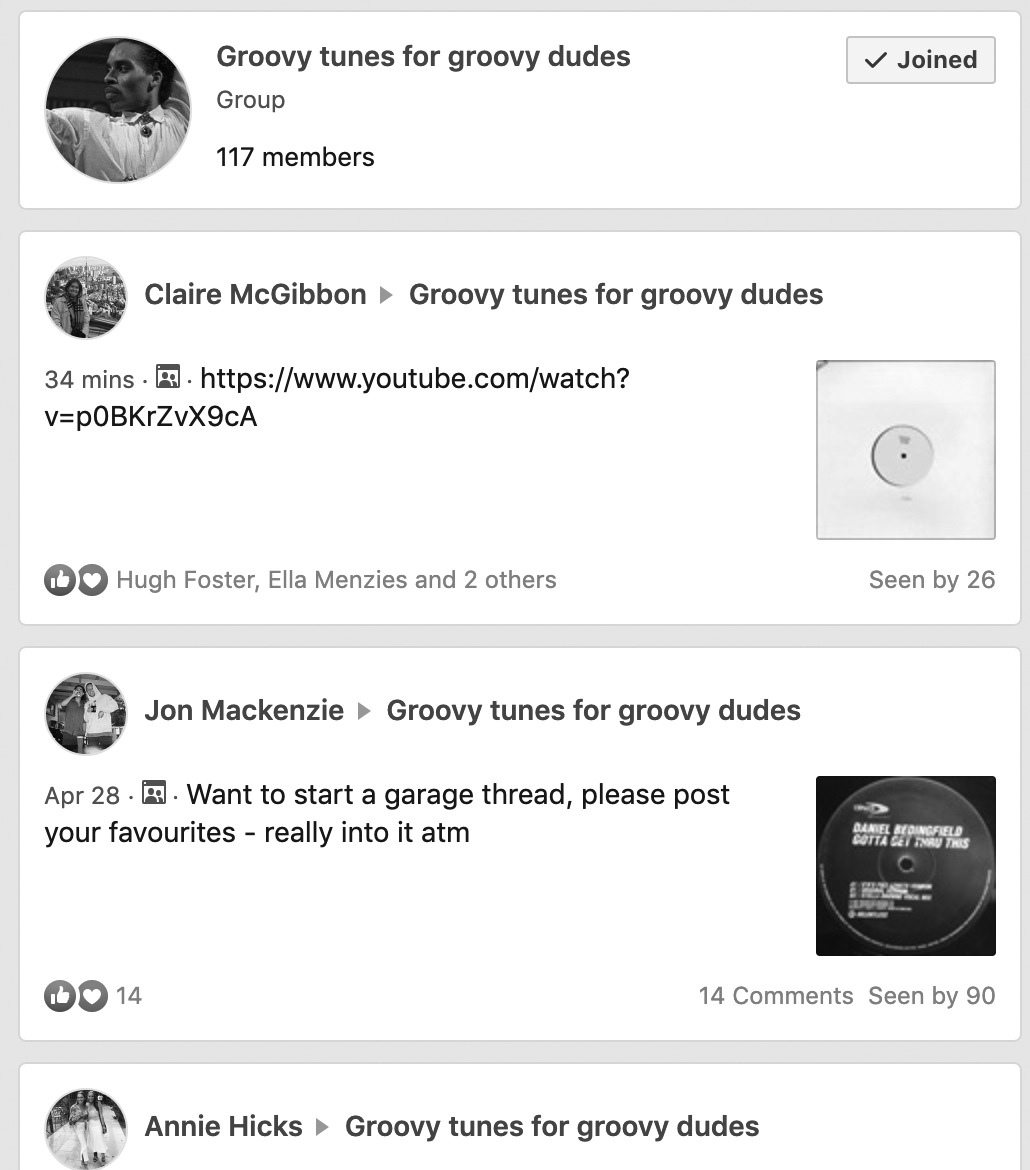 Groovy tunes for groovy dudes
Joined
Group
117 members
Claire McGibbon
Groovy tunes for groovy dudes
34 mins · · https://www.youtube.com/watch?
v=p0BKrZvX9cA
Hugh Foster, Ella Menzies and 2 others
Seen by 26
Jon Mackenzie
Groovy tunes for groovy dudes
Apr 28 · · Want to start a garage thread, please post
your favourites - really into it atm
DANIEL BEDINGFIELD
GOTTA GET THRU THIS
14
14 Comments Seen by 90
Annie Hicks
Groovy tunes for groovy dudes